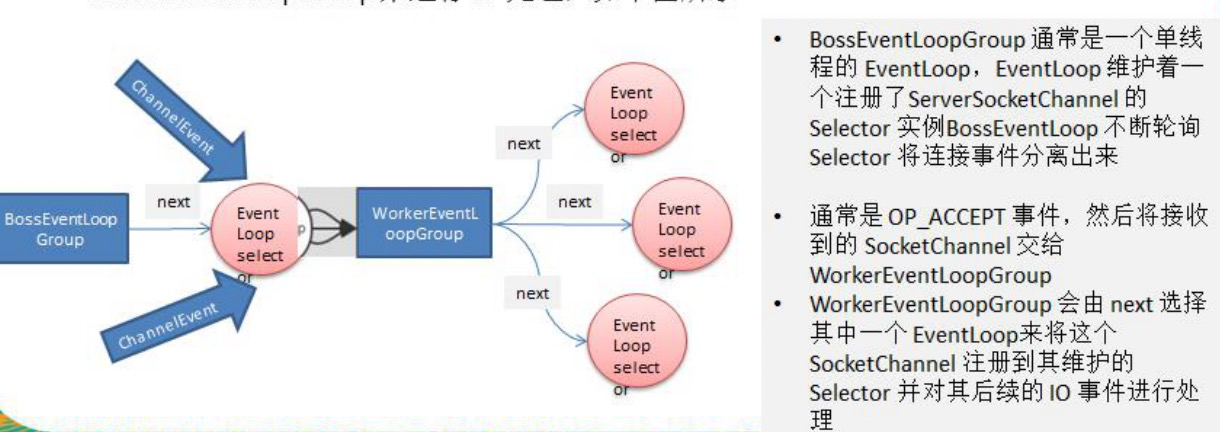 ChannelEvent
BossEventLoop
Group
next
Event
Loop
select
or
ChannelEvent
WorkerEventL
oopGroup
next
Event
Loop
select
or
next
Event
Loop
select
or
next
Event
Loop
select
or
• BossEventLoopGroup 通常是一个单线
程的 EventLoop，EventLoop 维护着一
个注册了ServerSocketChannel 的
Selector 实例BossEventLoop 不断轮询
Selector 将连接事件分离出来
• 通常是 OP_ACCEPT 事件，然后将接收
到的 SocketChannel 交给
WorkerEventLoopGroup
• WorkerEventLoopGroup 会由 next 选择
其中一个 EventLoop来将这个
SocketChannel 注册到其维护的
Selector 并对其后续的 IO 事件进行处
理